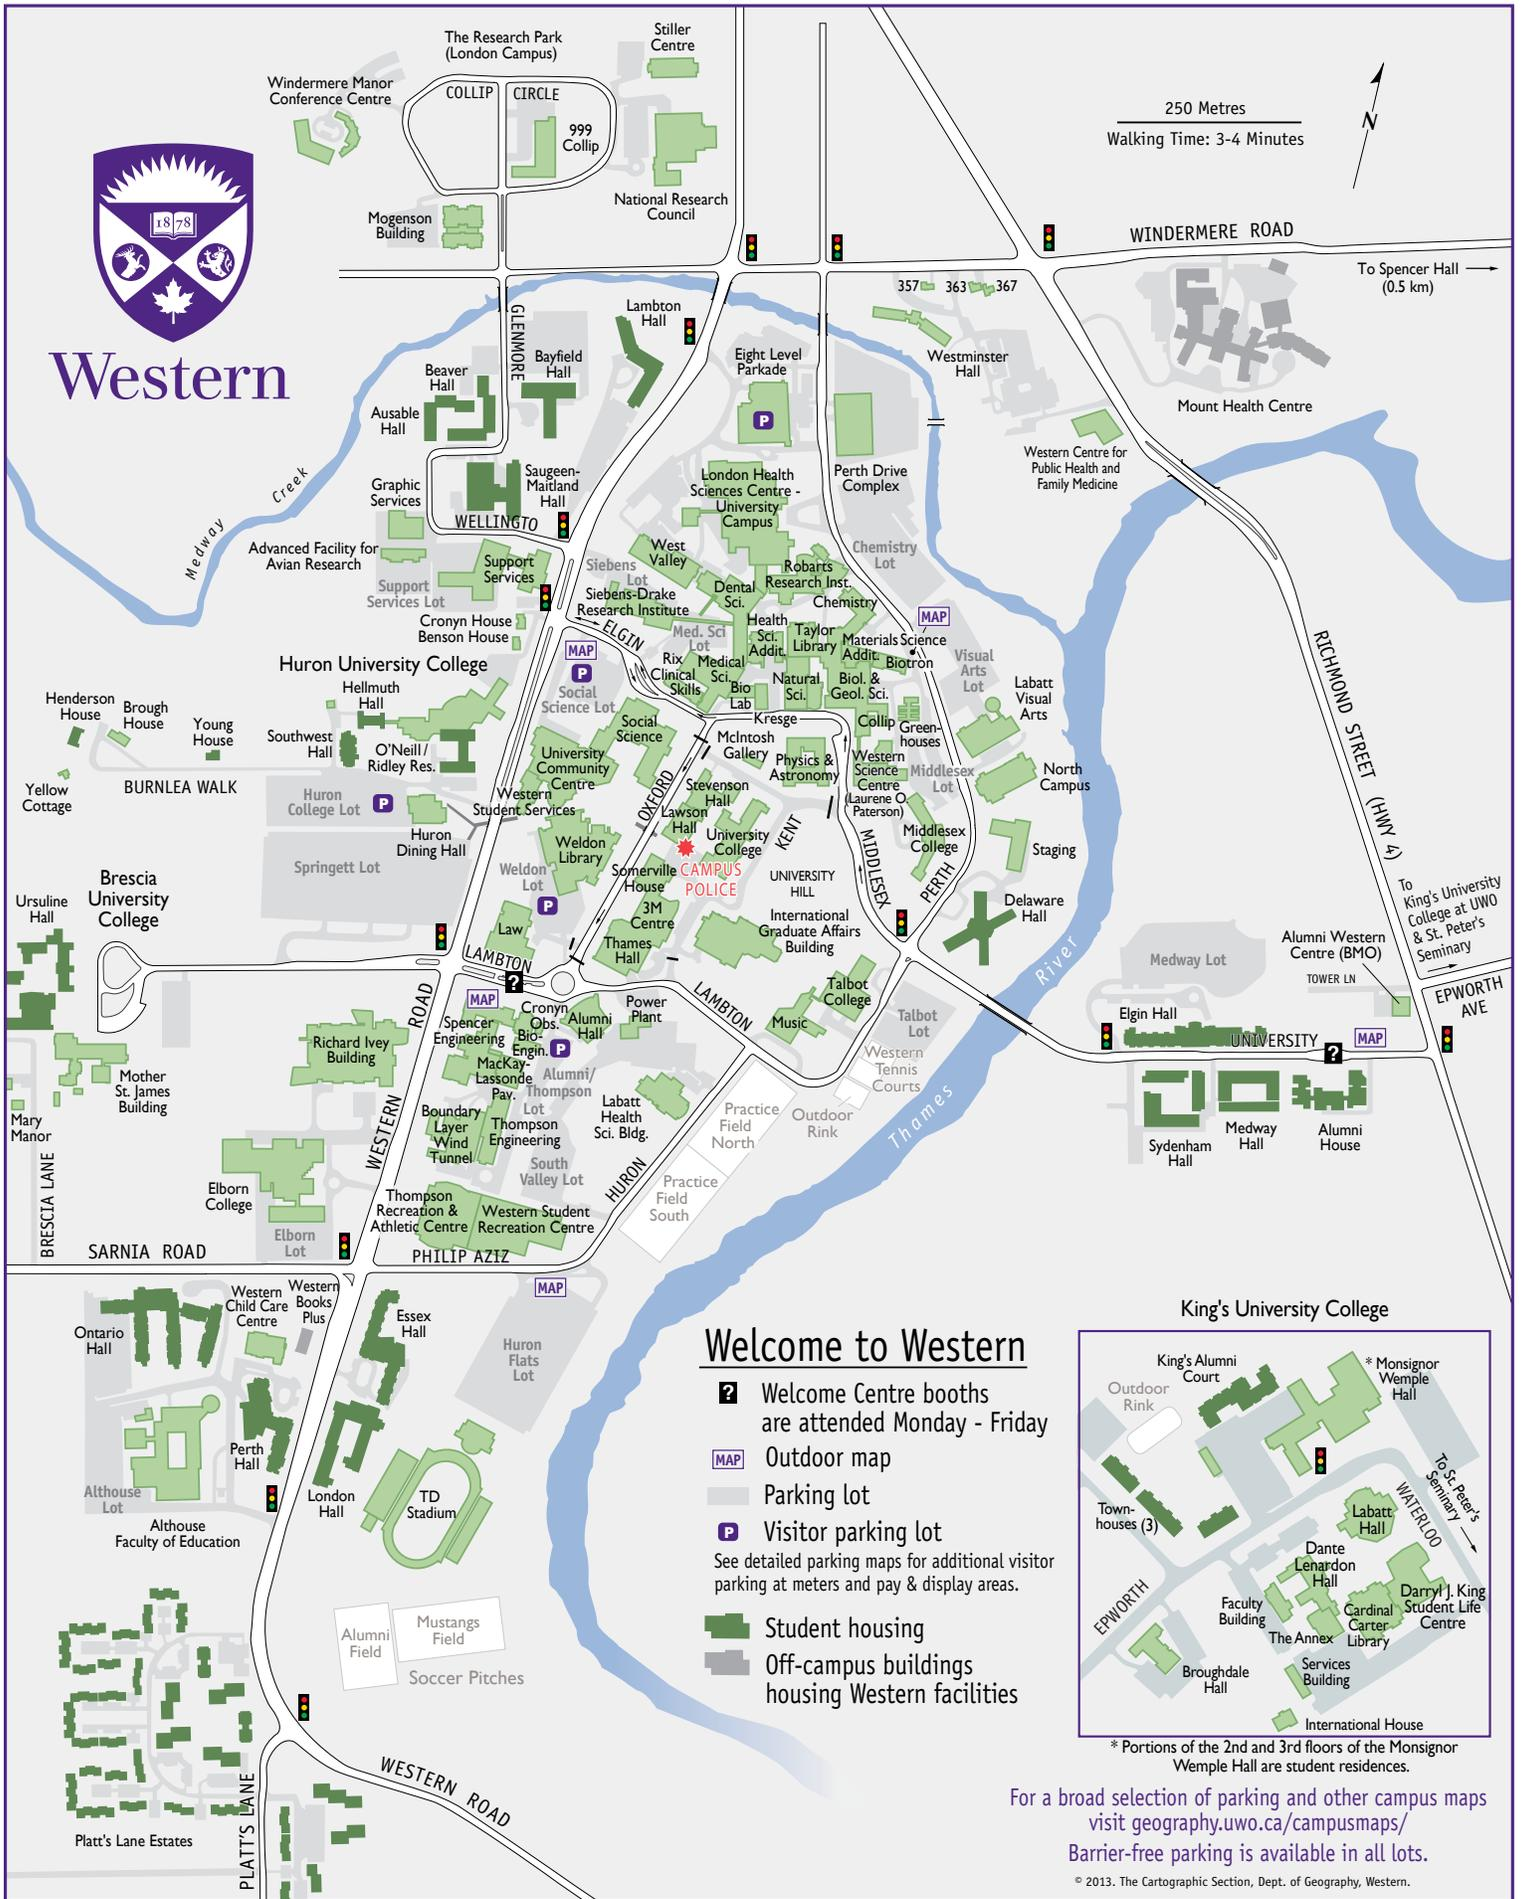 The Research Park
(London Campus)
Stiller
Centre
Windermere Manor
Conference Centre
COLLIP
CIRCLE
999
Collip
250 Metres
Walking Time: 3-4 Minutes
N
National Research
Council
Mogenson
Building
1878
Western
WINDERMERE ROAD
To Spencer Hall
(0.5 km)
357
363
367
GLENMORE
Lambton
Hall
Bayfield
Hall
Beaver
Hall
Ausable
Hall
Eight Level
Parkade
P
Westminster
Hall
Mount Health Centre
Western Centre for
Public Health and
Family Medicine
Medway Creek
Graphic
Services
Saugeen-
Maitland
Hall
WELLINGTO
London Health
Sciences Centre -
University
Campus
Perth Drive
Complex
Advanced Facility for
Avian Research
Support
Services
Support
Services Lot
Siebens
Lot
West
Valley
Chemistry
Lot
Robarts
Research Inst.
Dental
Sci.
Siebens-Drake
Research Institute
Chemistry
Cronyn House
Benson House
ELGIN
MAP
P
Med. Sci
Lot
Health
Sci.
Addit.
Taylor
Library
Materials Science
Addit.
Biotron
MAP
Huron University College
Hellmuth
Hall
Social
Science Lot
Rix
Clinical
Skills
Medical
Sci.
Bio
Lab
Natural
Sci.
Biol. &
Geol. Sci.
Visual
Arts
Lot
Labatt
Visual
Arts
Henderson
House
Brough
House
Young
House
Southwest
Hall
O'Neill/
Ridley Res.
Social
Science
Kresge
Collip
Green-
houses
McIntosh
Gallery
Physics &
Astronomy
Western
Science
Centre
(Laurene O.
Paterson)
Middlesex
Lot
North
Campus
Yellow
Cottage
BURNLEA WALK
Huron
College Lot
P
University
Community
Centre
Western
Student Services
OXFORD
Stevenson
Hall
Lawson
Hall
University
College
KENT
MIDDLESEX
Middlesex
College
PERTH
Staging
Huron
Dining Hall
Springett Lot
Weldon
Library
Weldon
Lot
P
Somerville
House
CAMPUS
POLICE
UNIVERSITY
HILL
RICHMOND STREET (HWY 4)
Brescia
University
College
Ursuline
Hall
3M
Centre
Law
Thames
Hall
International
Graduate Affairs
Building
Delaware
Hall
To
King's University
College at UWO
& St. Peter's
Seminary
Medway Lot
Alumni Western
Centre (BMO)
TOWER LN
EPWORTH
AVE
LAMBTON
?
MAP
LAMBTON
Talbot
College
Music
Talbot
Lot
Thames River
Elgin Hall
UNIVERSITY
?
MAP
WESTERN ROAD
Spencer
Engineering
Cronyn
Obs.
Bio-
Engin.
P
Alumni
Hall
Power
Plant
Richard Ivey
Building
MacKay-
Lassonde
Pav.
Alumni/
Thompson
Lot
Western
Tennis
Courts
Outdoor
Rink
Mother
St. James
Building
Mary
Manor
Boundary
Layer
Wind
Tunnel
Thompson
Engineering
Labatt
Health
Sci. Bldg.
Practice
Field
North
Sydenham
Hall
Medway
Hall
Alumni
House
BRESCIA LANE
Elborn
College
Elborn
Lot
South
Valley Lot
HURON
Practice
Field
South
Thompson
Recreation &
Athletic Centre
Western Student
Recreation Centre
SARNIA ROAD
PHILIP AZIZ
MAP
Ontario
Hall
Western
Child Care
Centre
Western
Books
Plus
Essex
Hall
Huron
Flats
Lot
Perth
Hall
Althouse
Lot
Althouse
Faculty of Education
London
Hall
TD
Stadium
Alumni
Field
Mustangs
Field
Soccer Pitches
Platt's Lane Estates
PLATT'S LANE
WESTERN ROAD
Welcome to Western
? Welcome Centre booths
are attended Monday - Friday
MAP Outdoor map
Parking lot
P Visitor parking lot
See detailed parking maps for additional visitor
parking at meters and pay & display areas.
Student housing
Off-campus buildings
housing Western facilities
King's University College
King's Alumni
Court
* Monsignor
Wemple
Hall
Outdoor
Rink
Town-
houses (3)
To St. Peter's
Seminary
WATERLOO
Labatt
Hall
Dante
Lenardon
Hall
EPWORTH
Faculty
Building
The Annex
Cardinal
Carter
Library
Darryl J. King
Student Life
Centre
Broughdale
Hall
Services
Building
International House
* Portions of the 2nd and 3rd floors of the Monsignor
Wemple Hall are student residences.
For a broad selection of parking and other campus maps
visit geography.uwo.ca/campusmaps/
Barrier-free parking is available in all lots.
© 2013. The Cartographic Section, Dept. of Geography, Western.